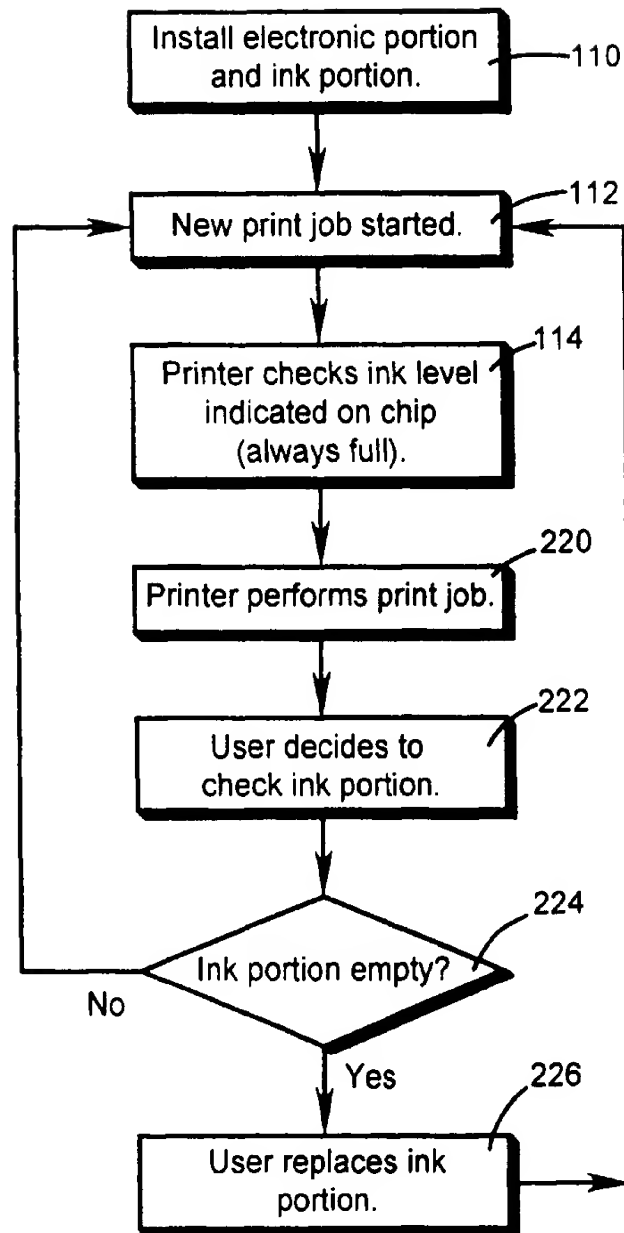 Install electronic portion
and ink portion.
110
112
New print job started.
114
Printer checks ink level
indicated on chip
(always full).
220
Printer performs print job.
222
User decides to
check ink portion.
224
Ink portion empty?
No
Yes
226
User replaces ink
portion.